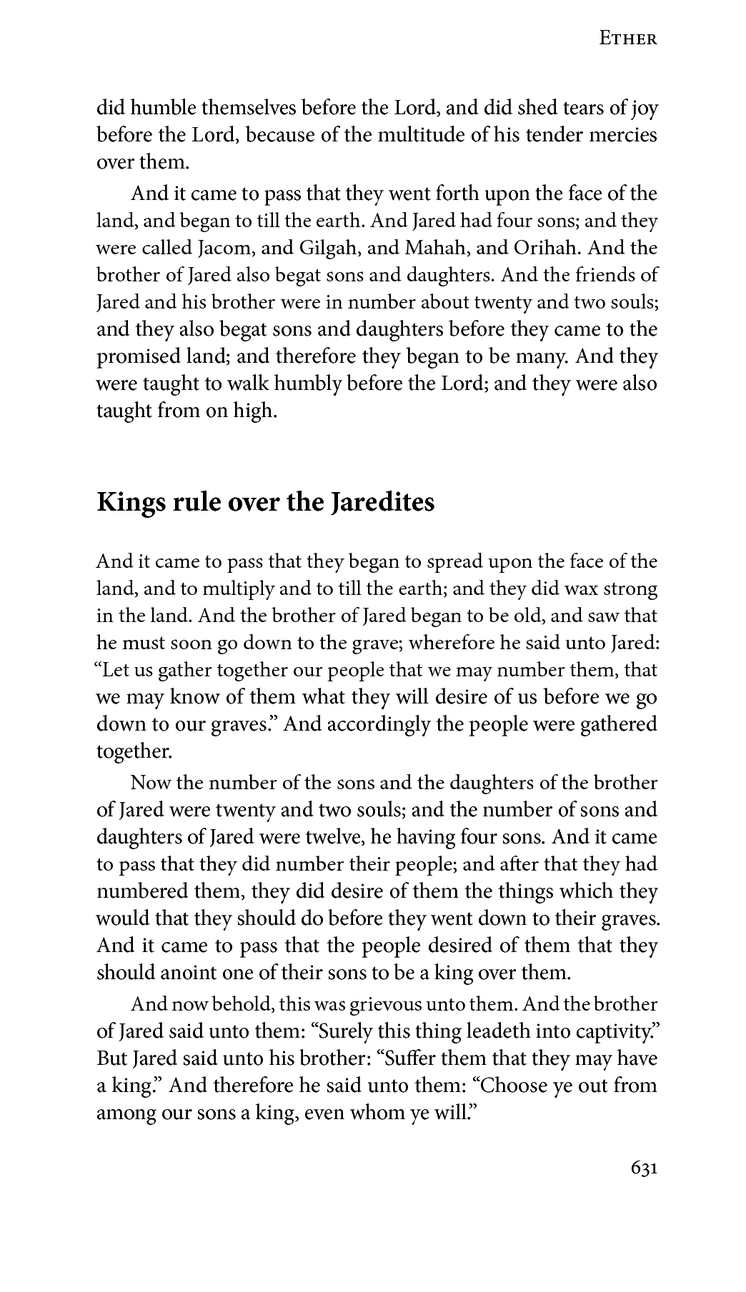 Ether
did humble themselves before the Lord, and did shed tears of joy
before the Lord, because of the multitude of his tender mercies
over them.
And it came to pass that they went forth upon the face of the
land, and began to till the earth. And Jared had four sons; and they
were called Jacom, and Gilgah, and Mahah, and Orihah. And the
brother of Jared also begat sons and daughters. And the friends of
Jared and his brother were in number about twenty and two souls;
and they also begat sons and daughters before they came to the
promised land; and therefore they began to be many. And they
were taught to walk humbly before the Lord; and they were also
taught from on high.
Kings rule over the Jaredites
And it came to pass that they began to spread upon the face of the
land, and to multiply and to till the earth; and they did wax strong
in the land. And the brother of Jared began to be old, and saw that
he must soon go down to the grave; wherefore he said unto Jared:
“Let us gather together our people that we may number them, that
we may know of them what they will desire of us before we go
down to our graves.” And accordingly the people were gathered
together.
Now the number of the sons and the daughters of the brother
of Jared were twenty and two souls; and the number of sons and
daughters of Jared were twelve, he having four sons. And it came
to pass that they did number their people; and after that they had
numbered them, they did desire of them the things which they
would that they should do before they went down to their graves.
And it came to pass that the people desired of them that they
should anoint one of their sons to be a king over them.
And now behold, this was grievous unto them. And the brother
of Jared said unto them: “Surely this thing leadeth into captivity.”
But Jared said unto his brother: “Suffer them that they may have
a king.” And therefore he said unto them: “Choose ye out from
among our sons a king, even whom ye will.”
631